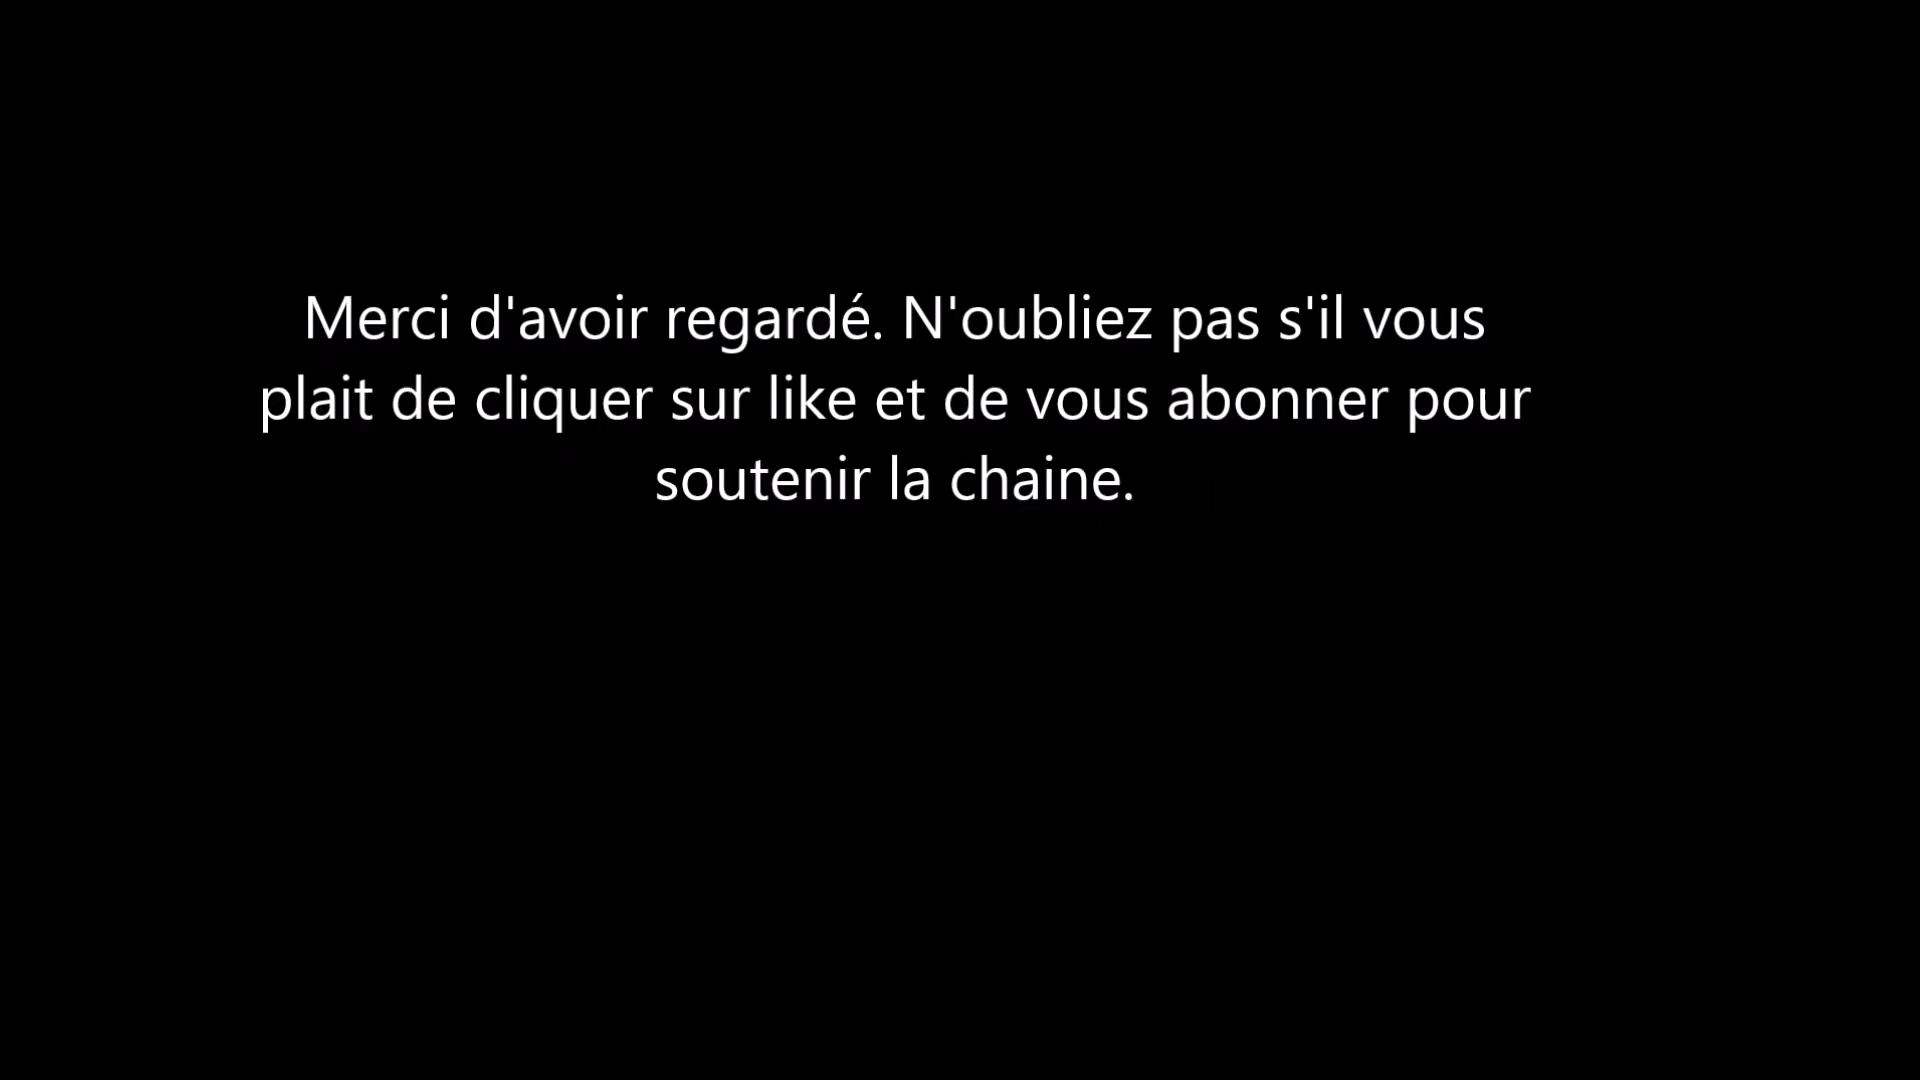 Merci d'avoir regardé. N'oubliez pas s'il vous
plait de cliquer sur like et de vous abonner pour
soutenir la chaine.